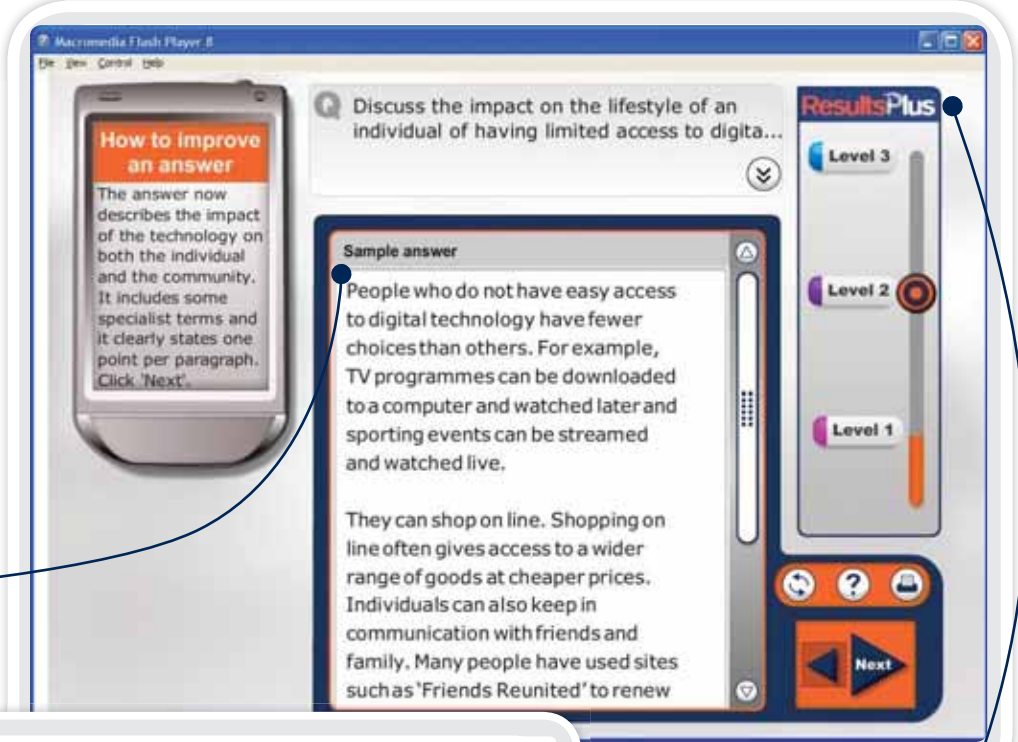 Macromedia Flash Player 8
File View Control Help
How to improve
an answer
The answer now
describes the impact
of the technology on
both the individual
and the community.
It includes some
specialist terms and
it clearly states one
point per paragraph.
Click 'Next'.
Q Discuss the impact on the lifestyle of an
individual of having limited access to digita...
Sample answer
People who do not have easy access
to digital technology have fewer
choices than others. For example,
TV programmes can be downloaded
to a computer and watched later and
sporting events can be streamed
and watched live.
They can shop on line. Shopping on
line often gives access to a wider
range of goods at cheaper prices.
Individuals can also keep in
communication with friends and
family. Many people have used sites
such as 'Friends Reunited' to renew
ResultsPlus
Level 3
Level 2
Level 1
?
Next